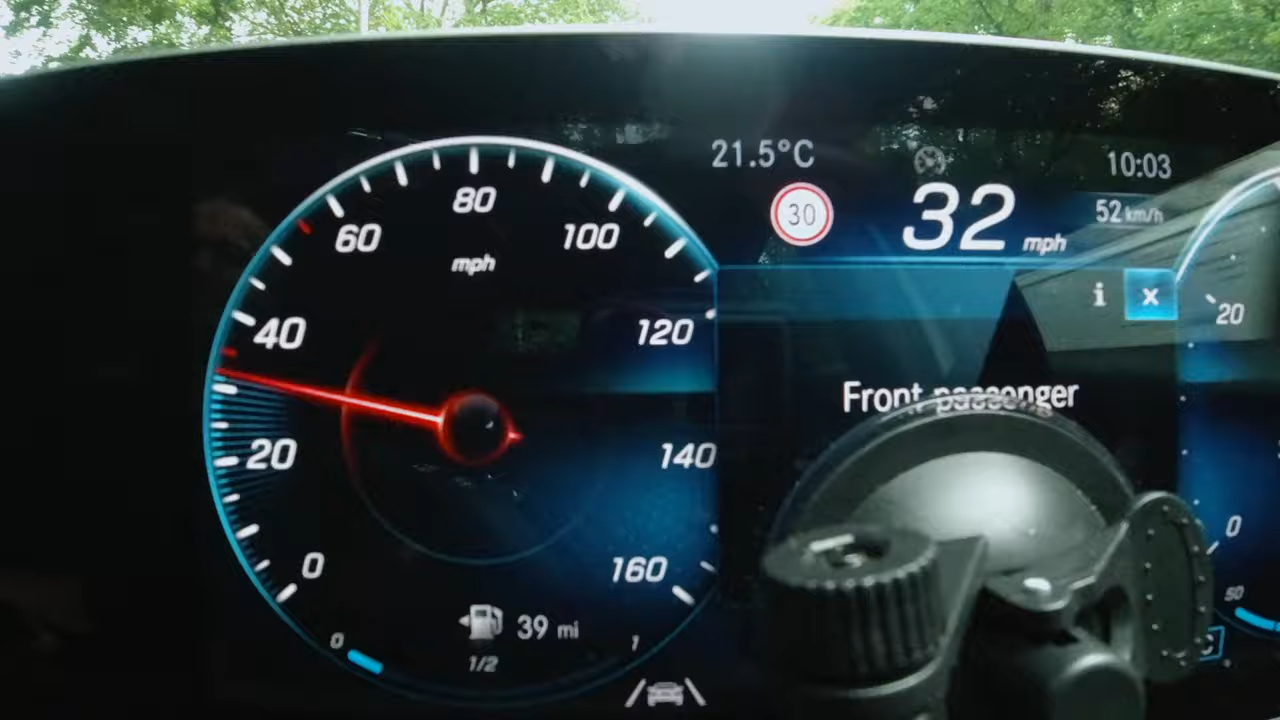 21.5°C
10:03
30
32 mph
52 km/h
80
60
100
mph
i x
20
40
120
Front passenger
20
140
0
0
160
50
39 mi
0
1
1/2
C